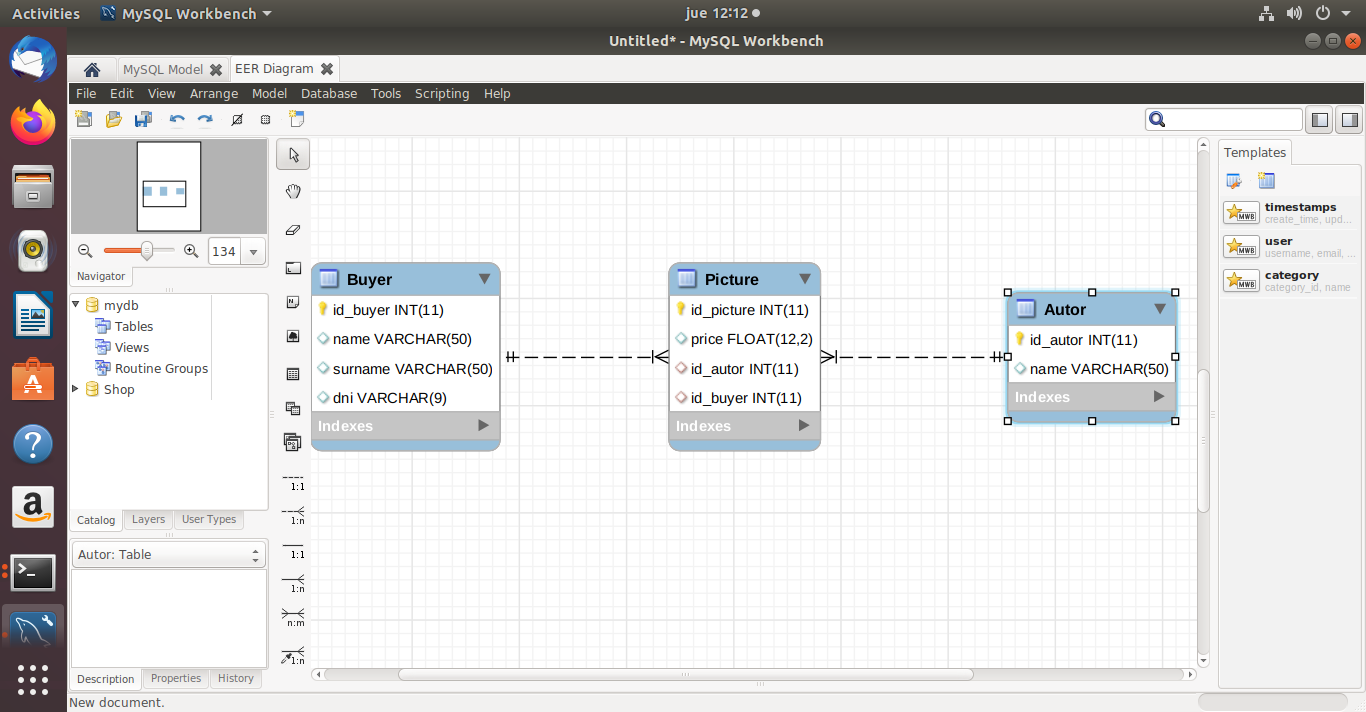 Activities MySQL Workbench jue 12:12
Untitled* - MySQL Workbench
MySQL Model EER Diagram
File Edit View Arrange Model Database Tools Scripting Help
134
Navigator
mydb
Tables
Views
Routine Groups
Shop
Catalog Layers User Types
Autor: Table
Description Properties History
New document.
1:1
1:n
1:1
1:n
n:m
1:n
Buyer
id_buyer INT(11)
name VARCHAR(50)
surname VARCHAR(50)
dni VARCHAR(9)
Indexes
Picture
id_picture INT(11)
price FLOAT(12,2)
id_autor INT(11)
id_buyer INT(11)
Indexes
Autor
id_autor INT(11)
name VARCHAR(50)
Indexes
Templates
MWB
timestamps
create_time, upd...
MWB
user
username, email, ...
MWB
category
category_id, name